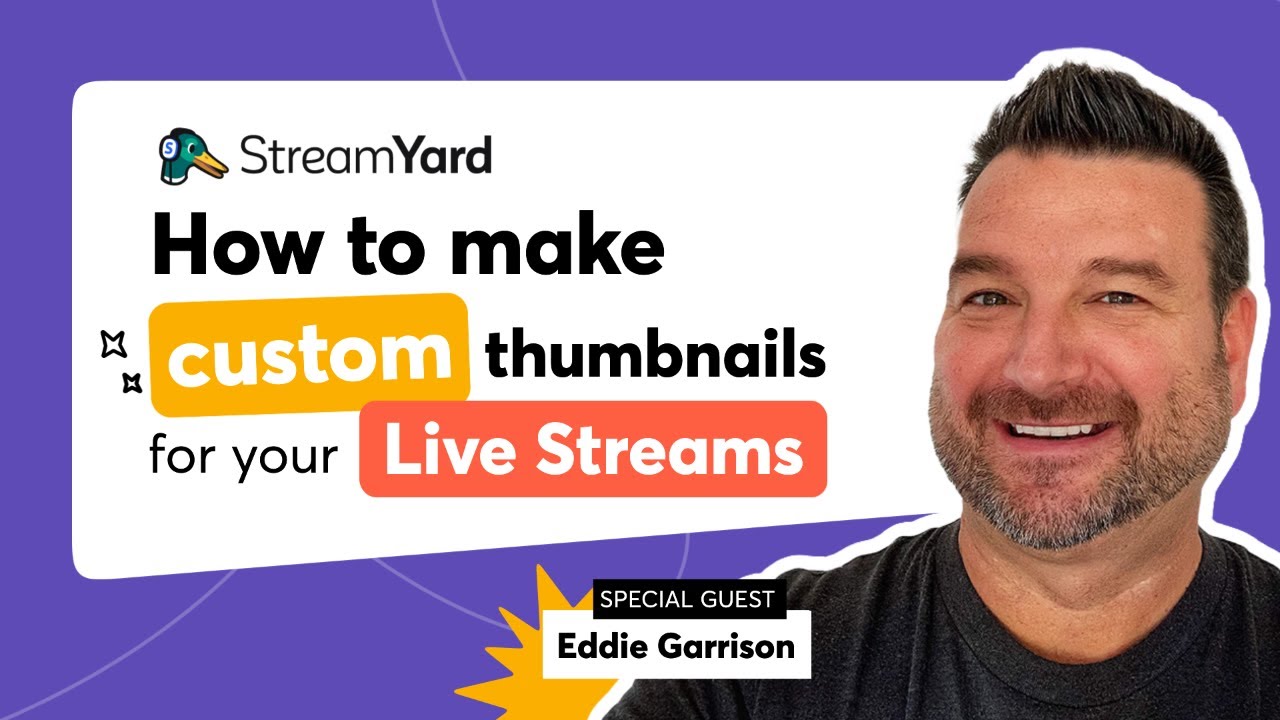 StreamYard
How to make
custom thumbnails
for your Live Streams
SPECIAL GUEST
Eddie Garrison